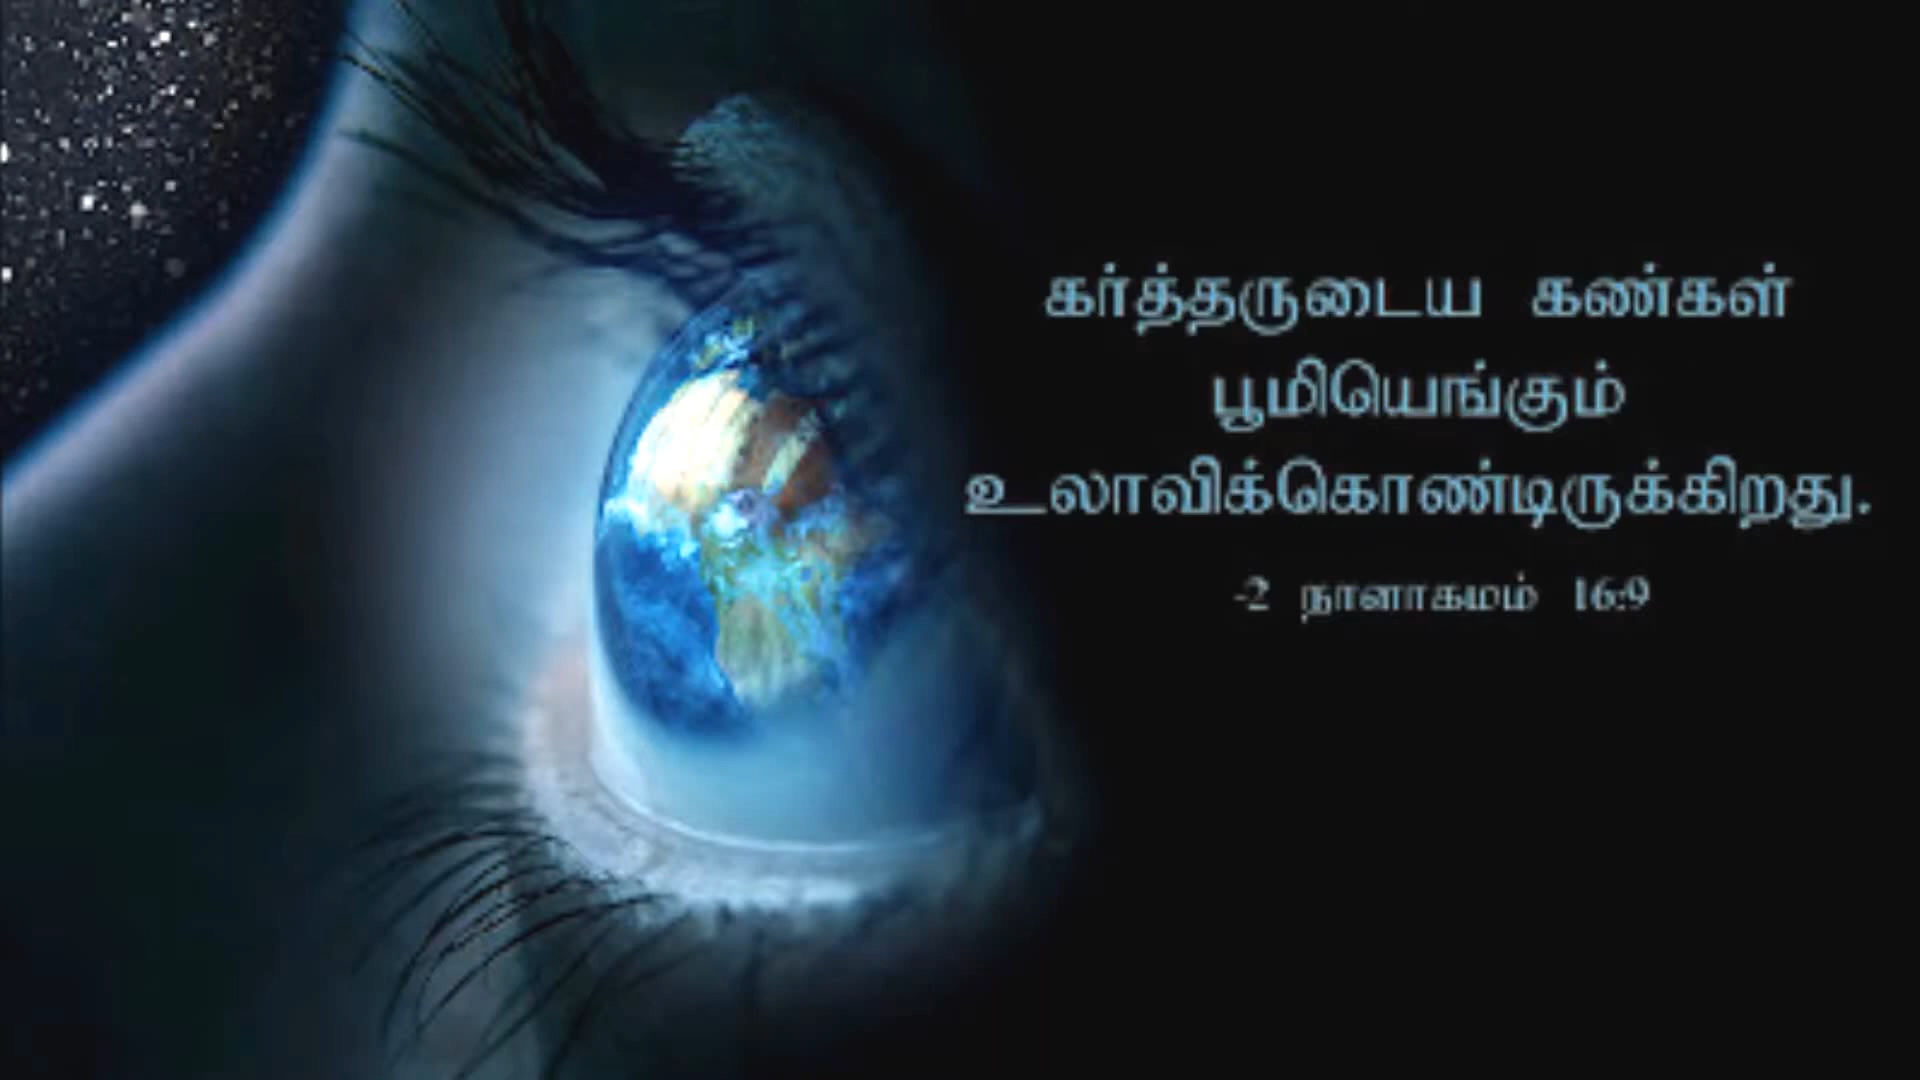 கர்த்தருடைய கண்கள்
பூமியெங்கும்
உலாவிக்கொண்டிருக்கிறது.
-2 நாளாகமம் 16:9